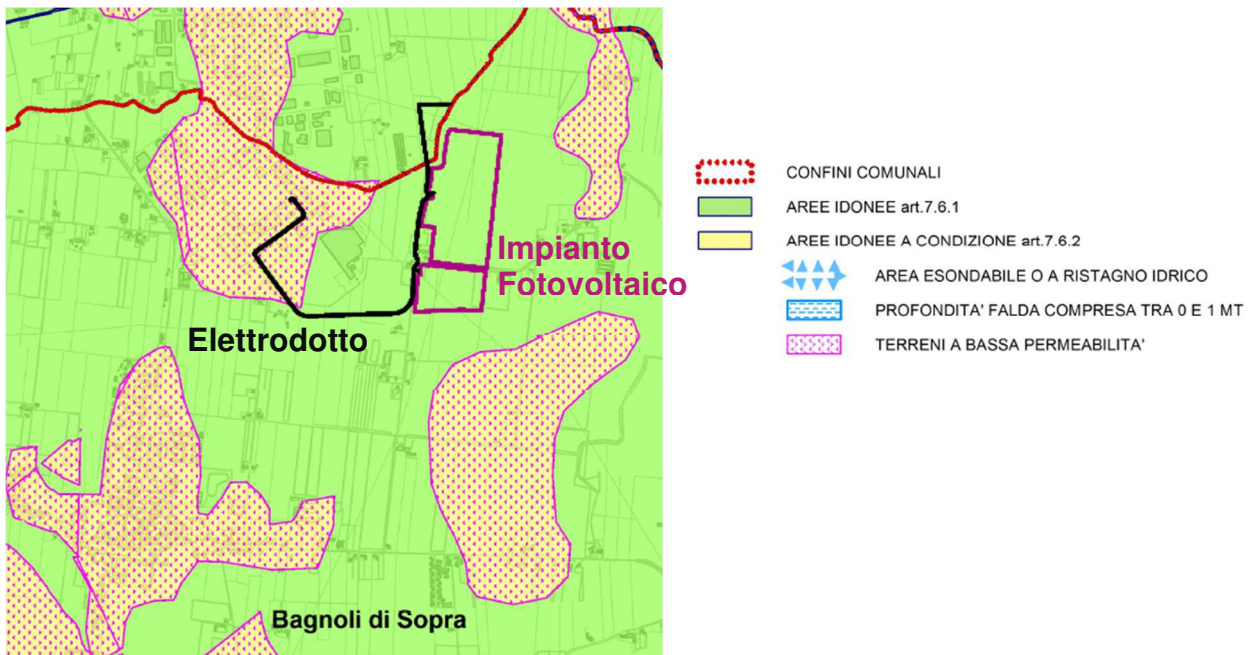 Impianto
Fotovoltaico
Elettrodotto
Bagnoli di Sopra
CONFINI COMUNALI
AREE IDONEE art.7.6.1
AREE IDONEE A CONDIZIONE art.7.6.2
AREA ESONDABILE O A RISTAGNO IDRICO
PROFONDITA' FALDA COMPRESA TRA 0 E 1 MT
TERRENI A BASSA PERMEABILITA'